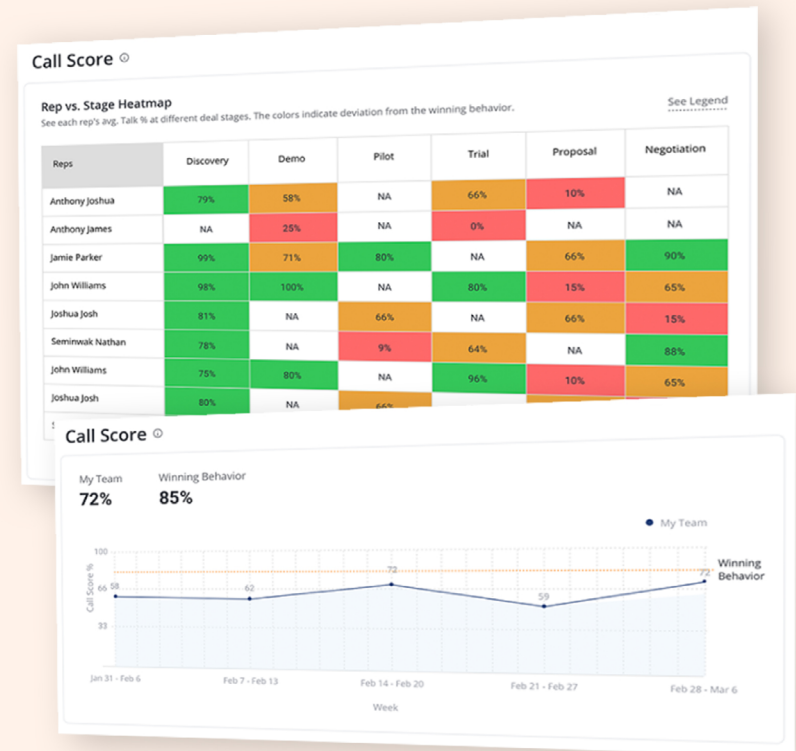 Call Score
Rep vs. Stage Heatmap
See each rep's avg. Talk % at different deal stages. The colors indicate deviation from the winning behavior.
See Legend
Reps Discovery Demo Pilot Trial Proposal Negotiation
Anthony Joshua 79% 58% NA 66% 10% NA
Anthony James NA 25% NA 0% NA NA
Jamie Parker 99% 71% 80% NA 66% 90%
John Williams 98% 100% NA 80% 15% 65%
Joshua Josh 81% NA 66% NA 66% 15%
Seminwak Nathan 78% NA 9% 64% NA 88%
John Williams 75% 80% NA 96% 10% 65%
Joshua Josh 80% NA 66%
Call Score
My Team Winning Behavior
72% 85%
My Team
100
Call Score %
66
33
58 62 72 59 72
Winning
Behavior
Jan 31 - Feb 6 Feb 7 - Feb 13 Feb 14 - Feb 20 Feb 21 - Feb 27 Feb 28 - Mar 6
Week